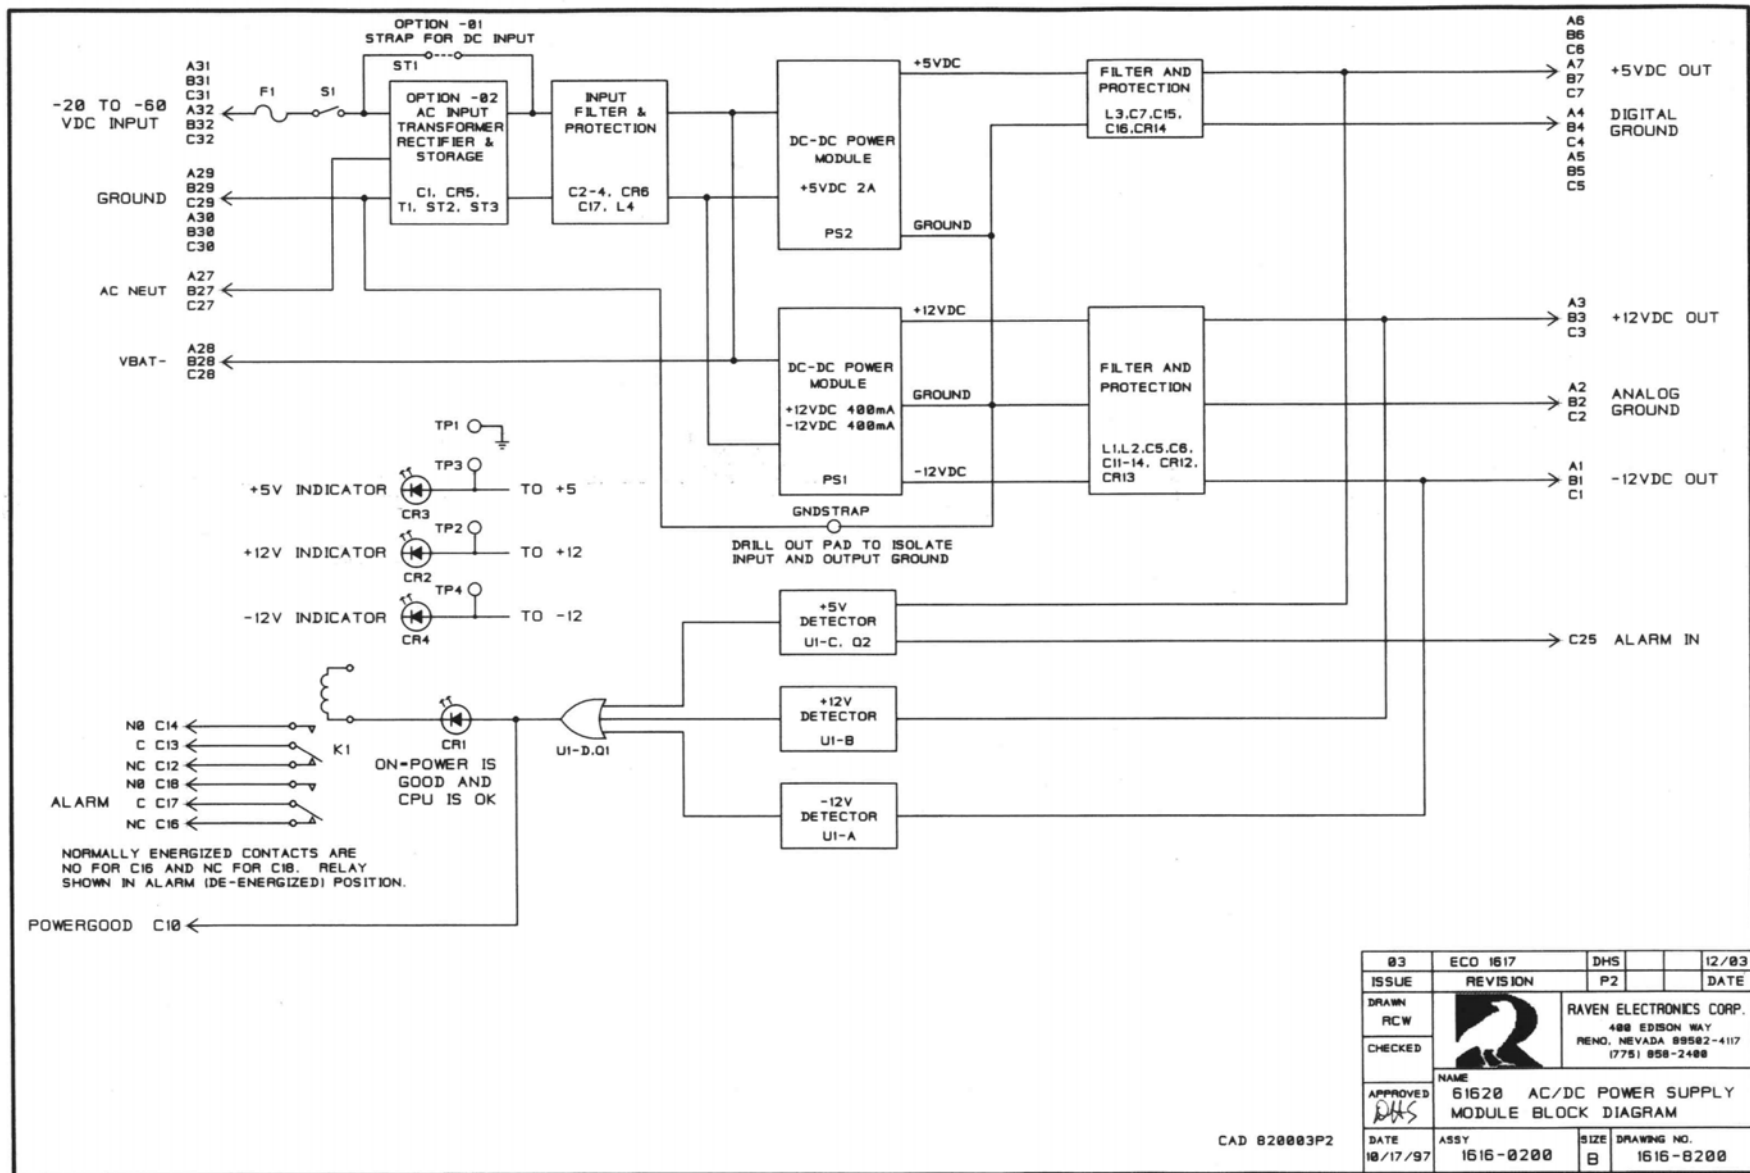 OPTION -01
STRAP FOR DC INPUT
ST1
A31
B31
C31
A32
B32
C32
-20 TO -60
VDC INPUT
F1
S1
OPTION -02
AC INPUT
TRANSFORMER
RECTIFIER &
STORAGE
C1, CR5,
T1, ST2, ST3
INPUT
FILTER &
PROTECTION
C2-4, CR6
C17, L4
DC-DC POWER
MODULE
+5VDC 2A
PS2
+5VDC
GROUND
FILTER AND
PROTECTION
L3,C7,C15,
C16,CR14
A6
B6
C6
A7
B7
C7
+5VDC OUT
A4
B4
C4
A5
B5
C5
DIGITAL
GROUND
GROUND
A29
B29
C29
A30
B30
C30
AC NEUT
A27
B27
C27
VBAT-
A28
B28
C28
DC-DC POWER
MODULE
+12VDC 400mA
-12VDC 400mA
PS1
+12VDC
GROUND
-12VDC
FILTER AND
PROTECTION
L1,L2,C5,C6,
C11-14, CR12,
CR13
A3
B3
C3
+12VDC OUT
A2
B2
C2
ANALOG
GROUND
A1
B1
C1
-12VDC OUT
TP1
TP3
+5V INDICATOR
TO +5
CR3
TP2
+12V INDICATOR
TO +12
CR2
TP4
-12V INDICATOR
TO -12
CR4
GNDSTRAP
DRILL OUT PAD TO ISOLATE
INPUT AND OUTPUT GROUND
+5V
DETECTOR
U1-C, Q2
C25 ALARM IN
+12V
DETECTOR
U1-B
-12V
DETECTOR
U1-A
U1-D,Q1
CR1
ON=POWER IS
GOOD AND
CPU IS OK
K1
NO C14
C C13
NC C12
NO C18
ALARM C C17
NC C16
NORMALLY ENERGIZED CONTACTS ARE
NO FOR C16 AND NC FOR C18. RELAY
SHOWN IN ALARM (DE-ENERGIZED) POSITION.
POWERGOOD C10
03 ECO 1617 DHS 12/03
ISSUE REVISION P2 DATE
DRAWN
RCW
CHECKED
RAVEN ELECTRONICS CORP.
400 EDISON WAY
RENO, NEVADA 89502-4117
(775) 858-2400
APPROVED
DHS
NAME
61620 AC/DC POWER SUPPLY
MODULE BLOCK DIAGRAM
CAD 820003P2
DATE
10/17/97
ASSY
1616-0200
SIZE
B
DRAWING NO.
1616-8200